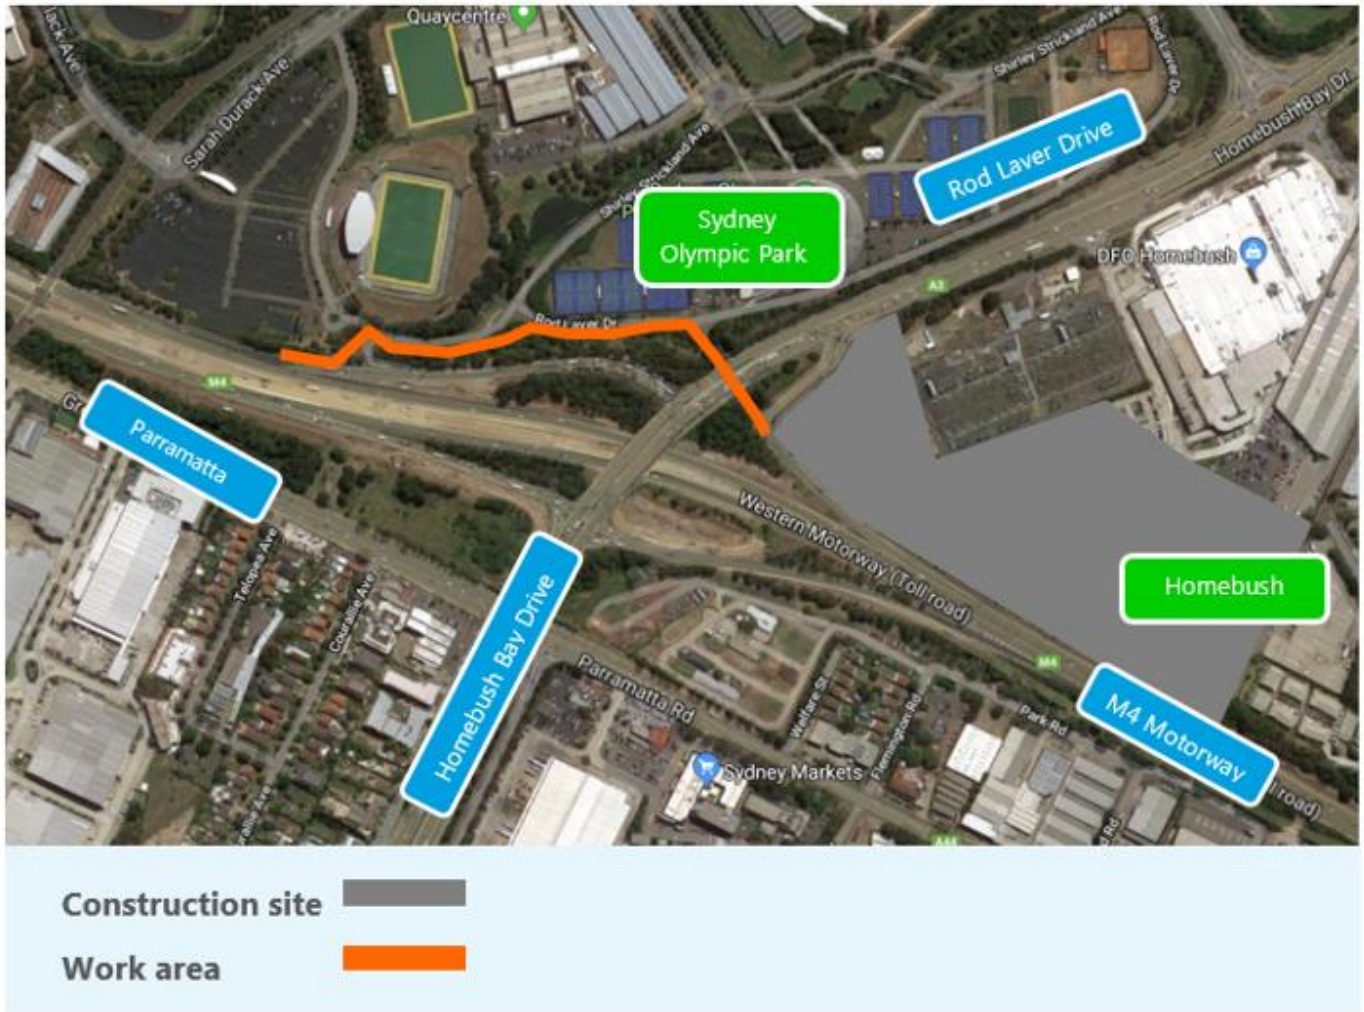 Quaycentre
Shirley Strickland Ave
Rod Laver Dr
Sarah Durack Ave
Homebush Bay Dr
Rod Laver Drive
Shirley Strickland Ave
Sydney
Olympic Park
DFO Homebush
A3
Rod Laver Dr
M4
Parramatta
Western Motorway (Toll road)
Telopea Ave
Courallie Ave
Homebush Bay Drive
Homebush
Parramatta Rd
M4
Welfare St
Flemington Rd
Park Rd
M4 Motorway
Sydney Markets
road)
Rd
A44
Construction site
Work area